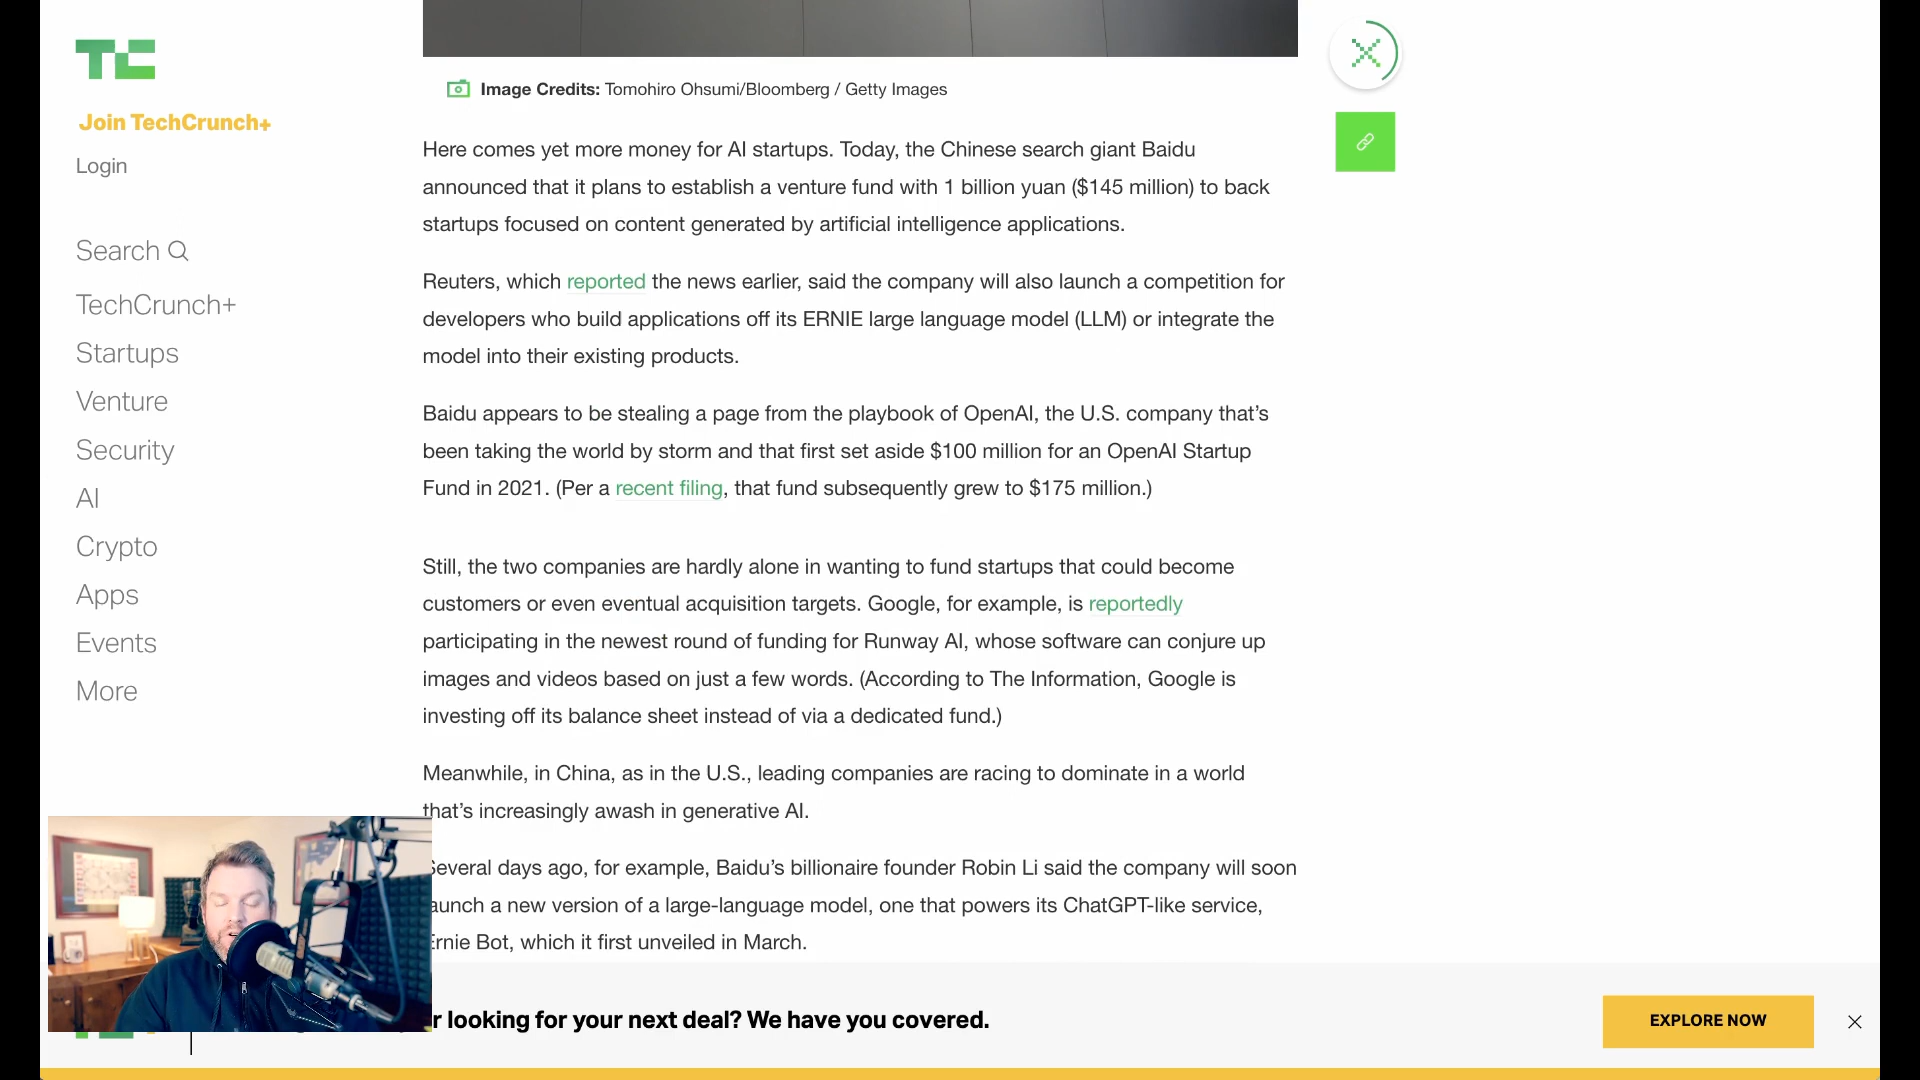 TC
Join TechCrunch+
Login
Search
TechCrunch+
Startups
Venture
Security
AI
Crypto
Apps
Events
More
Image Credits: Tomohiro Ohsumi/Bloomberg / Getty Images
Here comes yet more money for AI startups. Today, the Chinese search giant Baidu
announced that it plans to establish a venture fund with 1 billion yuan ($145 million) to back
startups focused on content generated by artificial intelligence applications.
Reuters, which reported the news earlier, said the company will also launch a competition for
developers who build applications off its ERNIE large language model (LLM) or integrate the
model into their existing products.
Baidu appears to be stealing a page from the playbook of OpenAI, the U.S. company that’s
been taking the world by storm and that first set aside $100 million for an OpenAI Startup
Fund in 2021. (Per a recent filing, that fund subsequently grew to $175 million.)
Still, the two companies are hardly alone in wanting to fund startups that could become
customers or even eventual acquisition targets. Google, for example, is reportedly
participating in the newest round of funding for Runway AI, whose software can conjure up
images and videos based on just a few words. (According to The Information, Google is
investing off its balance sheet instead of via a dedicated fund.)
Meanwhile, in China, as in the U.S., leading companies are racing to dominate in a world
that’s increasingly awash in generative AI.
Several days ago, for example, Baidu’s billionaire founder Robin Li said the company will soon
launch a new version of a large-language model, one that powers its ChatGPT-like service,
Ernie Bot, which it first unveiled in March.
looking for your next deal? We have you covered.
EXPLORE NOW